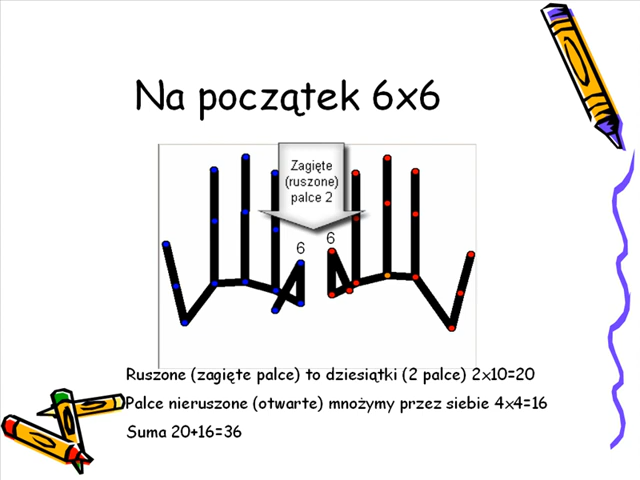 Na początek 6x6
Zagięte
(ruszone)
palce 2
6
6
Ruszone (zagięte palce) to dziesiątki (2 palce) 2x10=20
Palce nieruszone (otwarte) mnożymy przez siebie 4x4=16
Suma 20+16=36